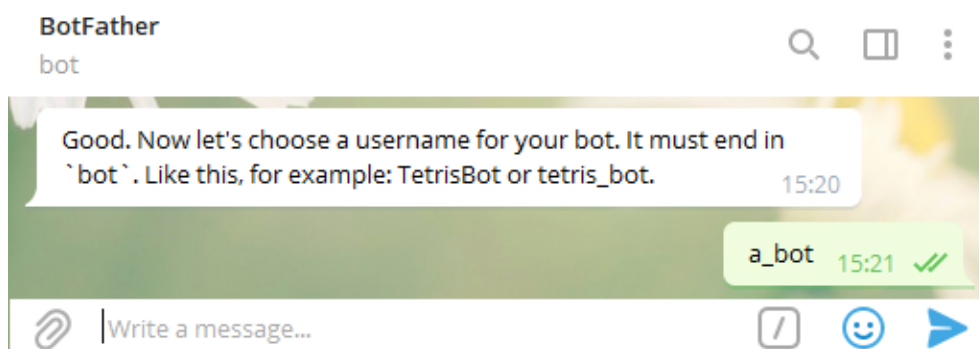 BotFather
bot
Good. Now let's choose a username for your bot. It must end in
`bot`. Like this, for example: TetrisBot or tetris_bot.
15:20
a_bot 15:21
/
Write a message...